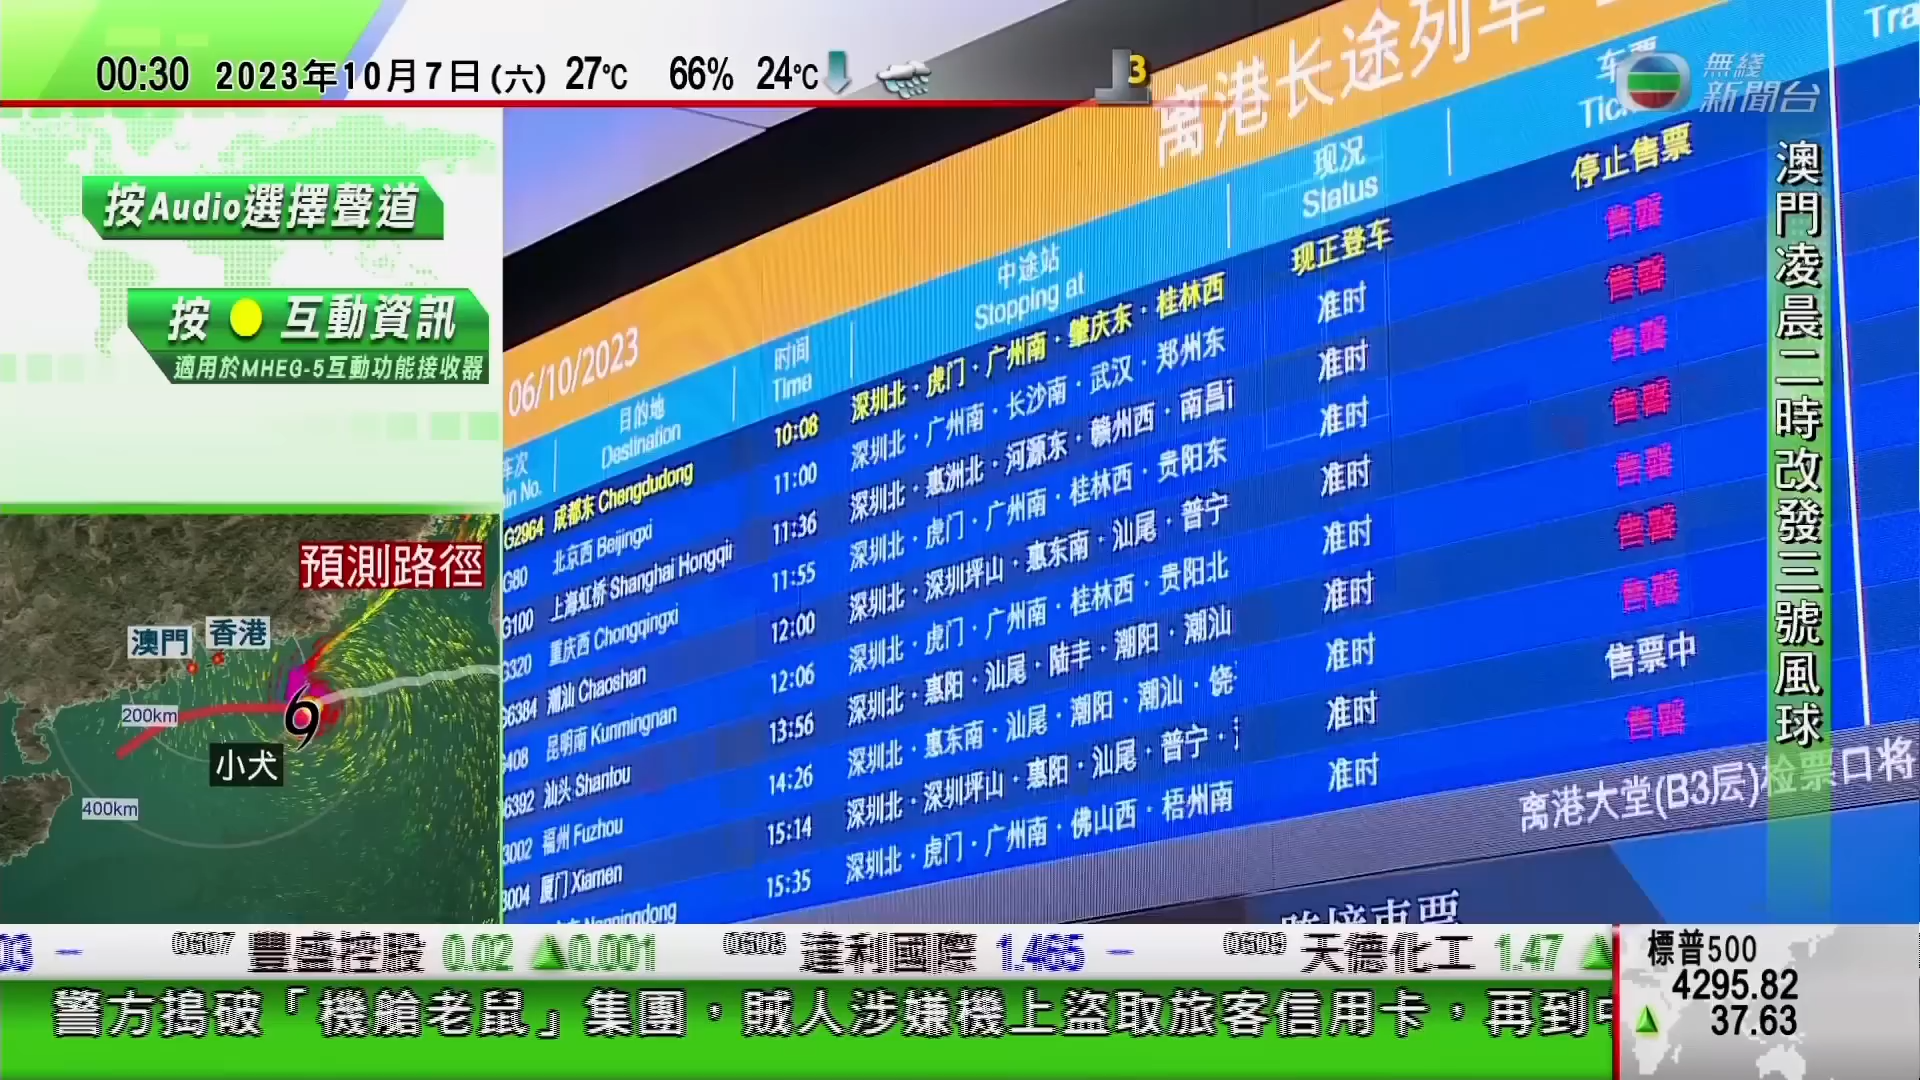 00:30 2023年10月7日(六) 27℃ 66% 24℃ 3
無綫
新聞台
按Audio選擇聲道
按 互動資訊
適用於MHEG-5互動功能接收器
預測路徑
澳門 香港
200km
小犬
400km
离港长途列车
06/10/2023
车次 目的地 时间 中途站 现况 车票
Destination Time Stopping at Status
G2964 成都东 Chengdudong 10:08 深圳北·虎门·广州南·肇庆东·桂林西 现正登车 停止售票
G80 北京西 Beijingxi 11:00 深圳北·广州南·长沙南·武汉·郑州东 准时 售罄
G100 上海虹桥 Shanghai Hongqi 11:36 深圳北·惠洲北·河源东·赣州西·南昌 准时 售罄
G320 重庆西 Chongqingxi 11:55 深圳北·虎门·广州南·桂林西·贵阳东 准时 售罄
G6384 潮汕 Chaoshan 12:00 深圳北·深圳坪山·惠东南·汕尾·普宁 准时 售罄
408 昆明南 Kunmingnan 12:06 深圳北·虎门·广州南·桂林西·贵阳北 准时 售罄
6392 汕头 Shantou 13:56 深圳北·惠阳·汕尾·陆丰·潮阳·潮汕 准时 售罄
3002 福州 Fuzhou 14:26 深圳北·惠东南·汕尾·潮阳·潮汕·饶 准时 售罄
3004 厦门 Xiamen 15:14 深圳北·深圳坪山·惠阳·汕尾·普宁 准时 售票中
15:35 深圳北·虎门·广州南·佛山西·梧州南 准时 售罄
离港大堂(B3层)检票口将
澳門凌晨二時改發三號風球
03 – 0607 豐盛控股 0.02 ▲0.001 0608 達利國際 1.465 – 0609 天德化工 1.47 ▲
標普500
4295.82
▲ 37.63
警方搗破「機艙老鼠」集團，賊人涉嫌機上盜取旅客信用卡，再到